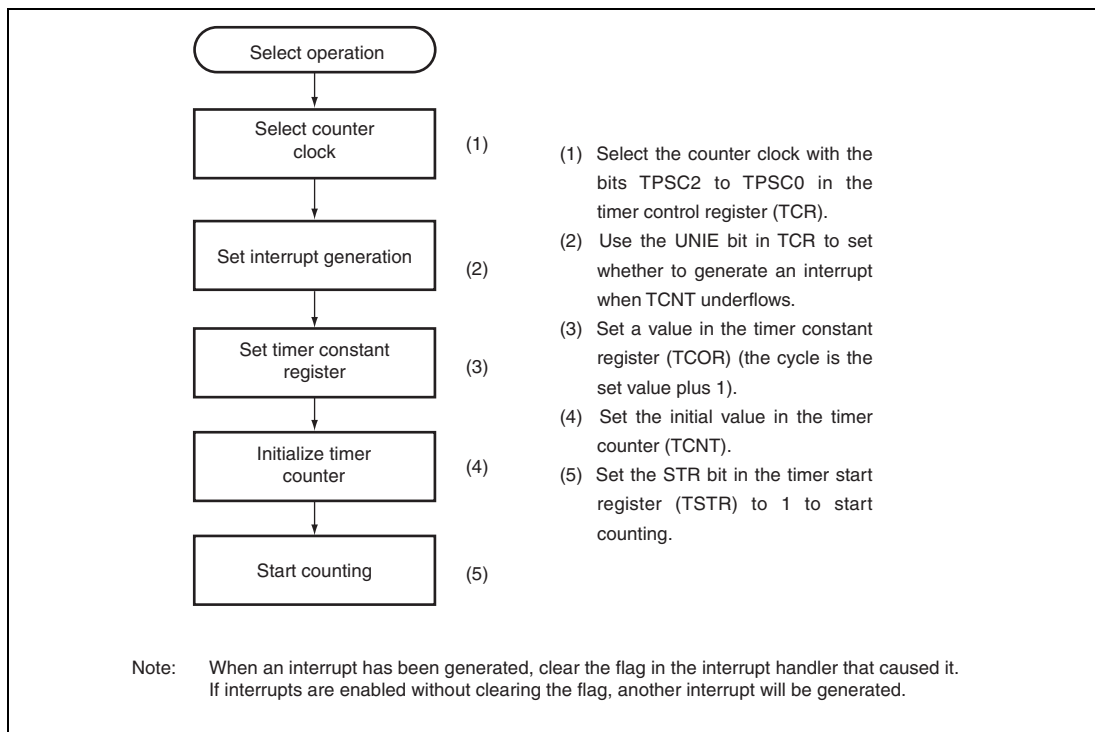 Select operation
Select counter
clock
(1)
Set interrupt generation
(2)
Set timer constant
register
(3)
Initialize timer
counter
(4)
Start counting
(5)
(1) Select the counter clock with the
bits TPSC2 to TPSC0 in the
timer control register (TCR).
(2) Use the UNIE bit in TCR to set
whether to generate an interrupt
when TCNT underflows.
(3) Set a value in the timer constant
register (TCOR) (the cycle is the
set value plus 1).
(4) Set the initial value in the timer
counter (TCNT).
(5) Set the STR bit in the timer start
register (TSTR) to 1 to start
counting.
Note: When an interrupt has been generated, clear the flag in the interrupt handler that caused it.
If interrupts are enabled without clearing the flag, another interrupt will be generated.